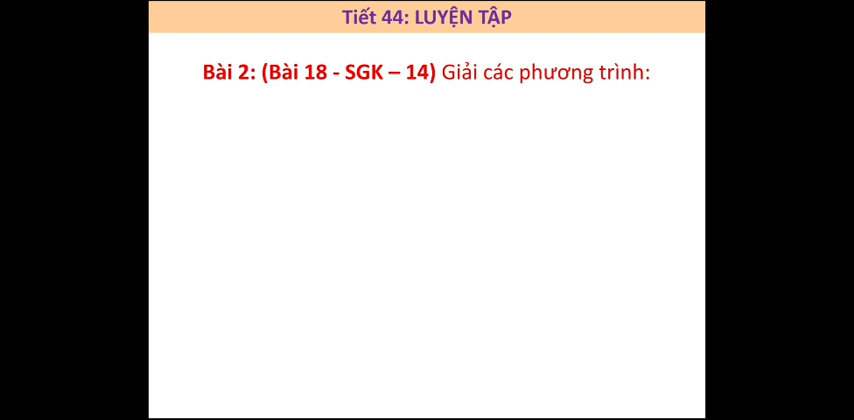 Tiết 44: LUYỆN TẬP
Bài 2: (Bài 18 - SGK – 14) Giải các phương trình: